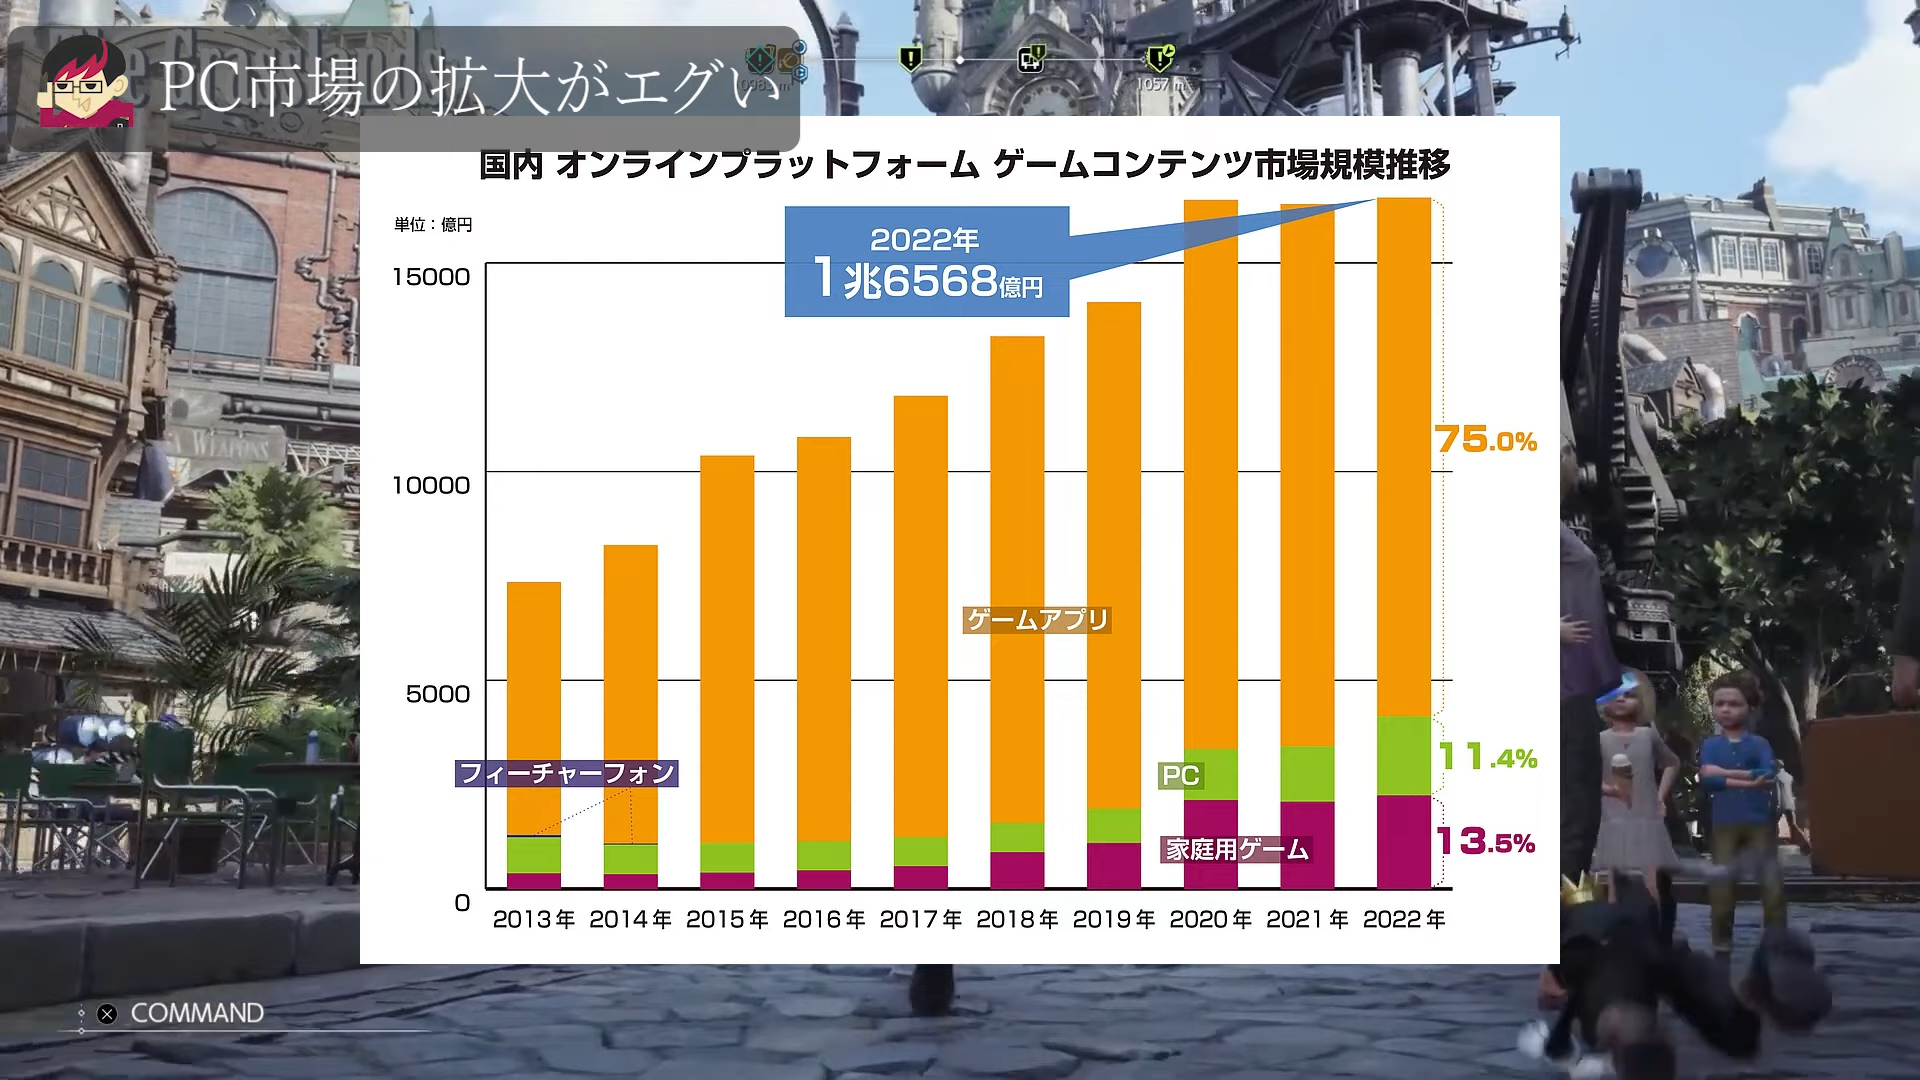 PC市場の拡大がエグい
1057 m
国内 オンラインプラットフォーム ゲームコンテンツ市場規模推移
単位：億円
2022年
1兆6568億円
15000
10000
75.0%
ゲームアプリ
5000
フィーチャーフォン
PC
11.4%
家庭用ゲーム
13.5%
0
2013年 2014年 2015年 2016年 2017年 2018年 2019年 2020年 2021年 2022年
COMMAND